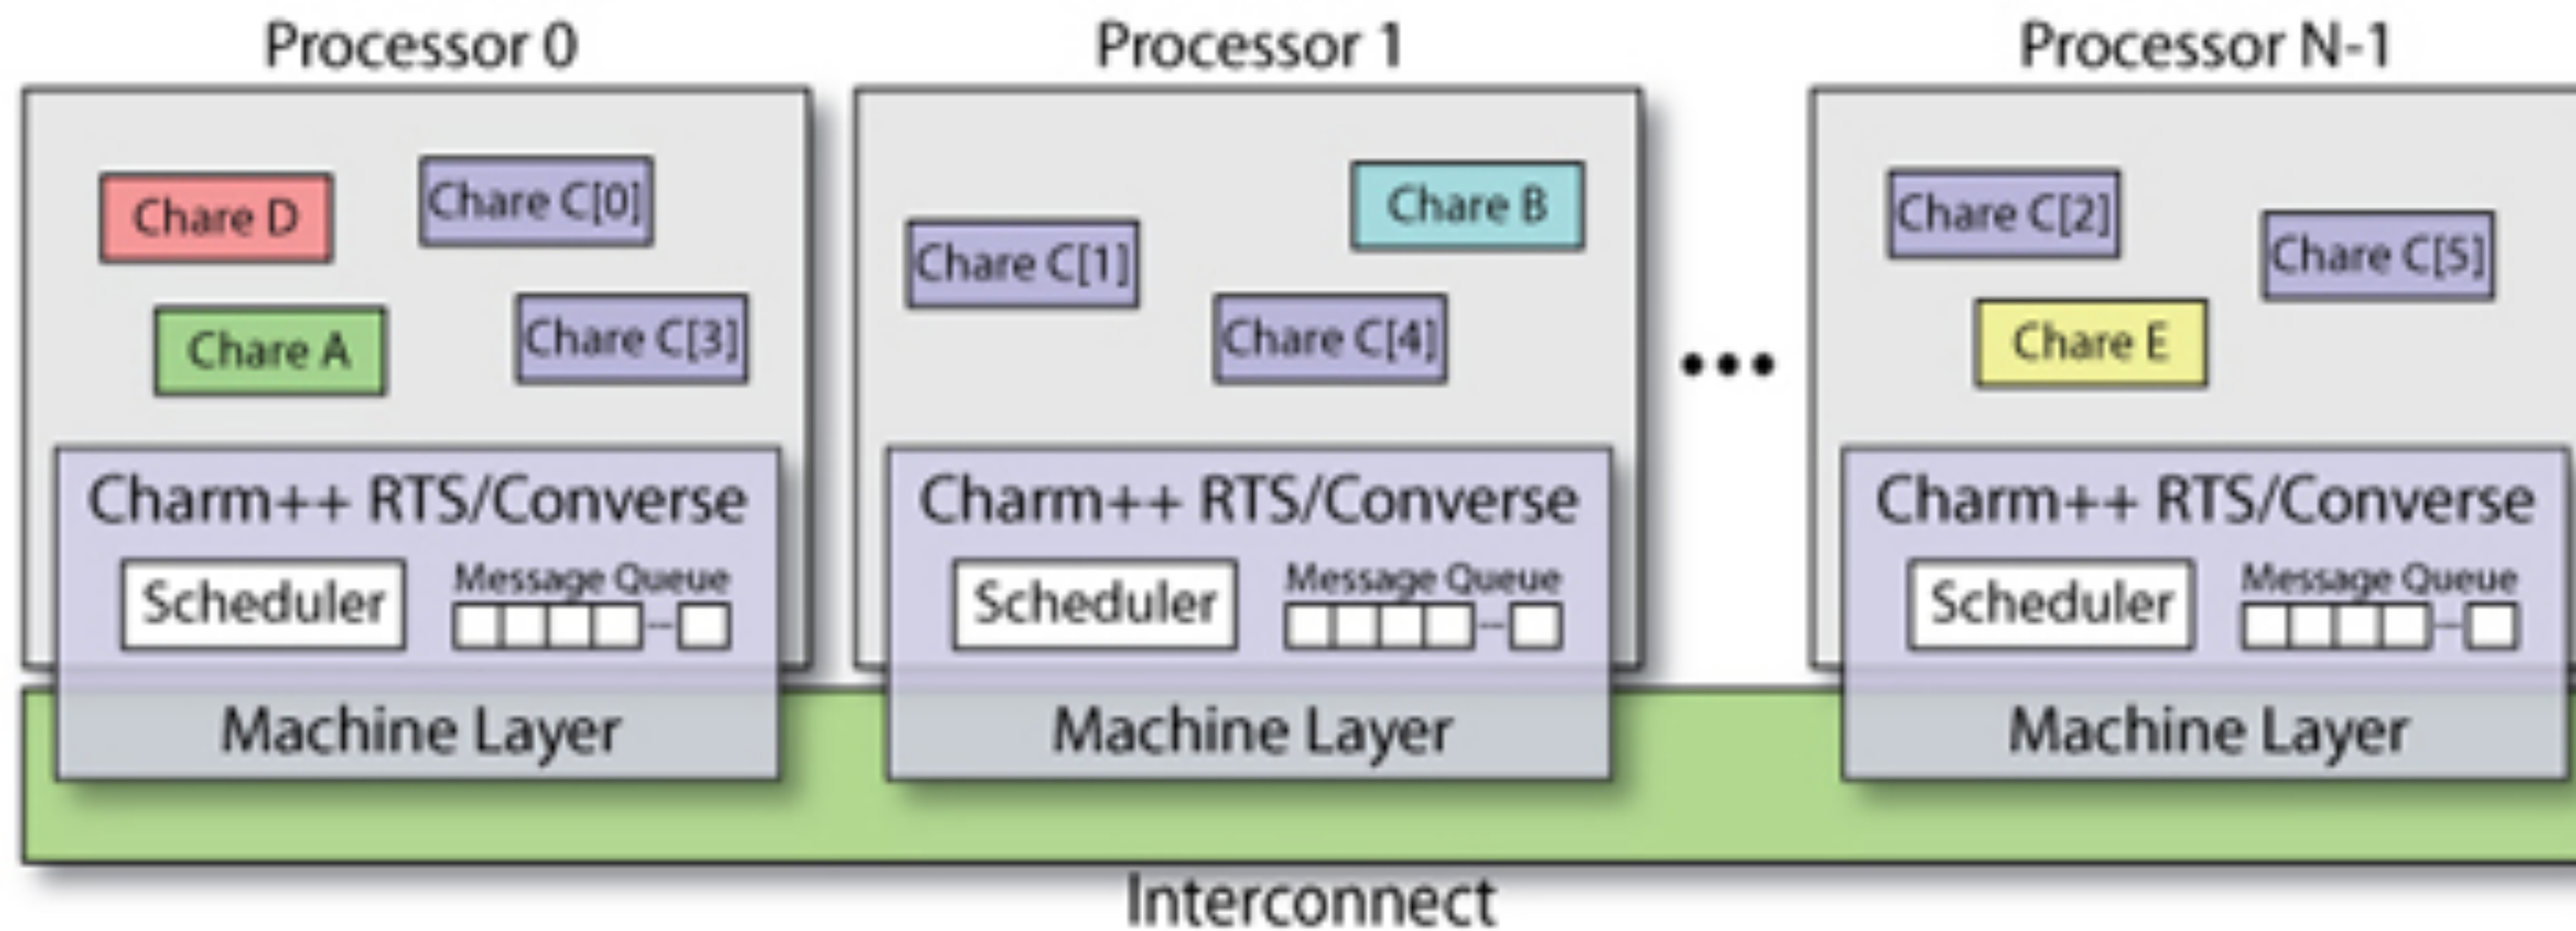 Processor 0
Chare D
Chare C[0]
Chare A
Chare C[3]
Charm++ RTS/Converse
Scheduler
Message Queue
Machine Layer
Processor 1
Chare B
Chare C[1]
Chare C[4]
Charm++ RTS/Converse
Scheduler
Message Queue
Machine Layer
Processor N-1
Chare C[2]
Chare C[5]
Chare E
Charm++ RTS/Converse
Scheduler
Message Queue
Machine Layer
Interconnect